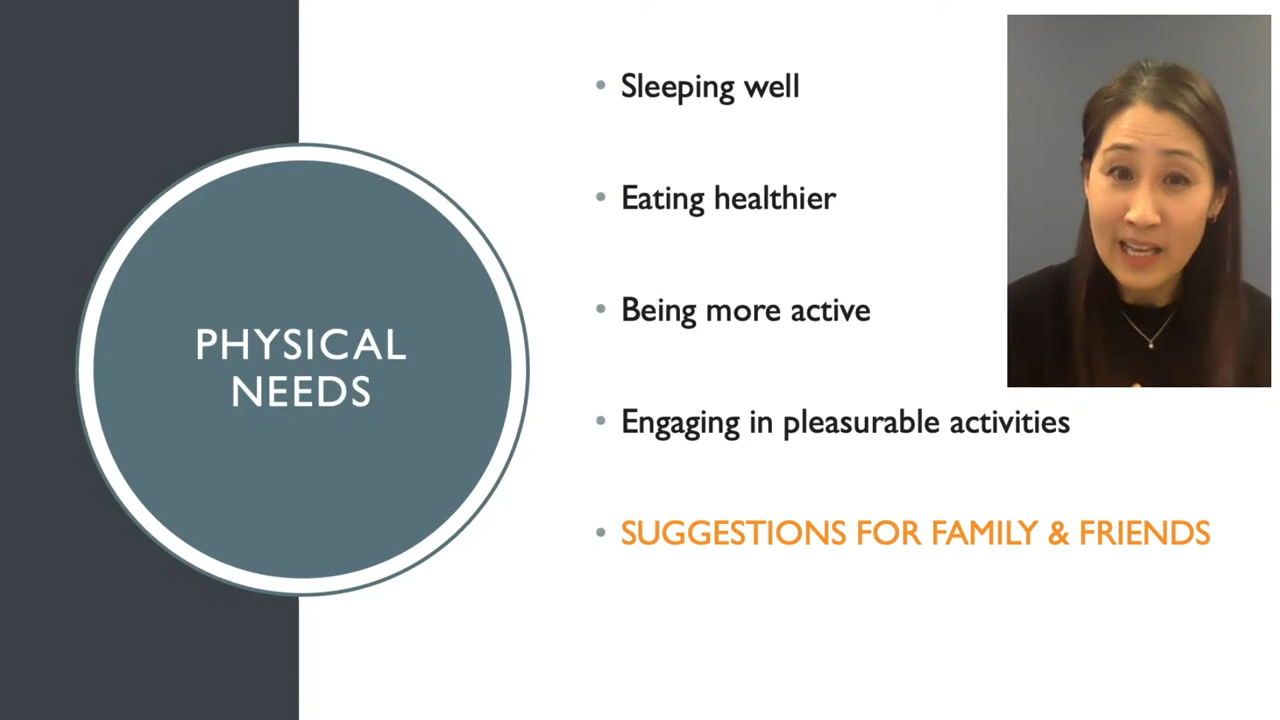 PHYSICAL
NEEDS
Sleeping well
Eating healthier
Being more active
Engaging in pleasurable activities
SUGGESTIONS FOR FAMILY & FRIENDS